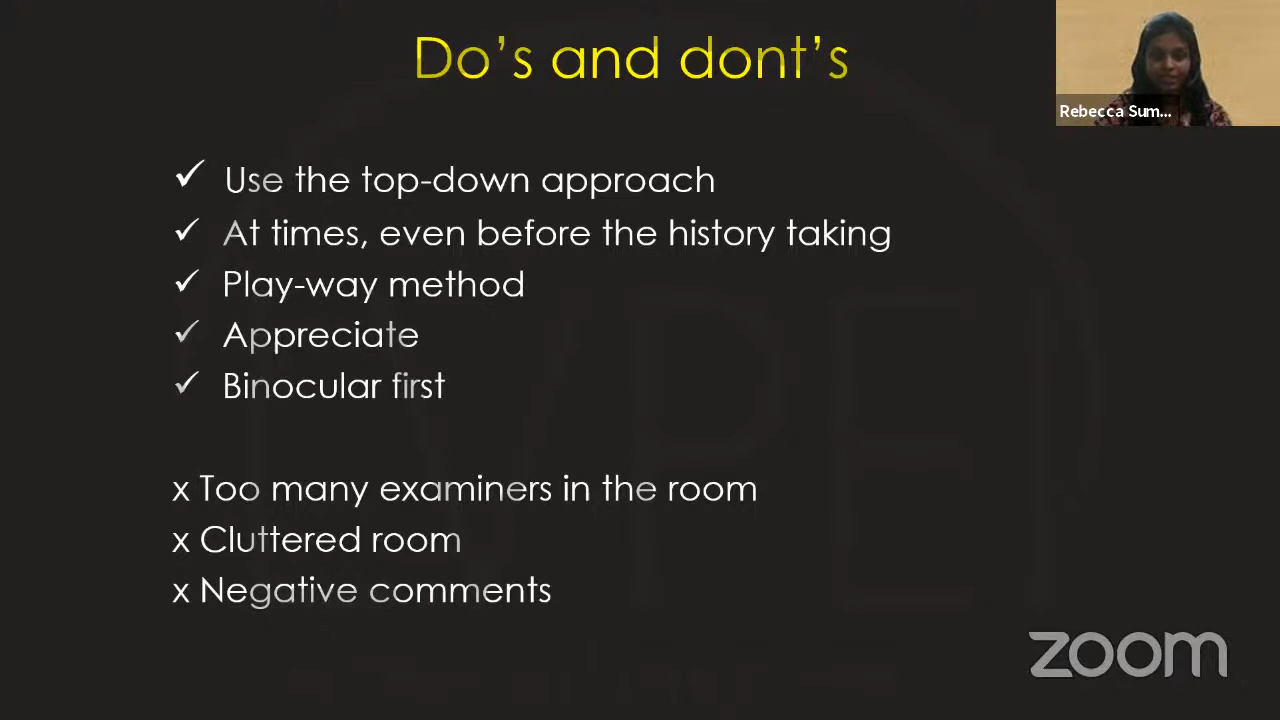 Do's and dont's
Rebecca Sum...
✓ Use the top-down approach
✓ At times, even before the history taking
✓ Play-way method
✓ Appreciate
✓ Binocular first
x Too many examiners in the room
x Cluttered room
x Negative comments
zoom